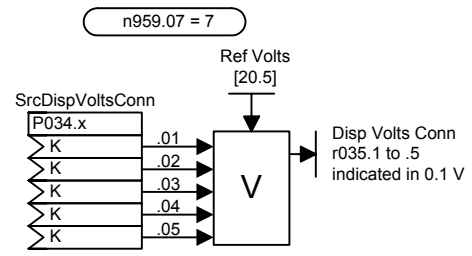 n959.07 = 7
Ref Volts
[20.5]
SrcDispVoltsConn
P034.x
K .01
K .02
K .03
K .04
K .05
V
Disp Volts Conn
r035.1 to .5
indicated in 0.1 V